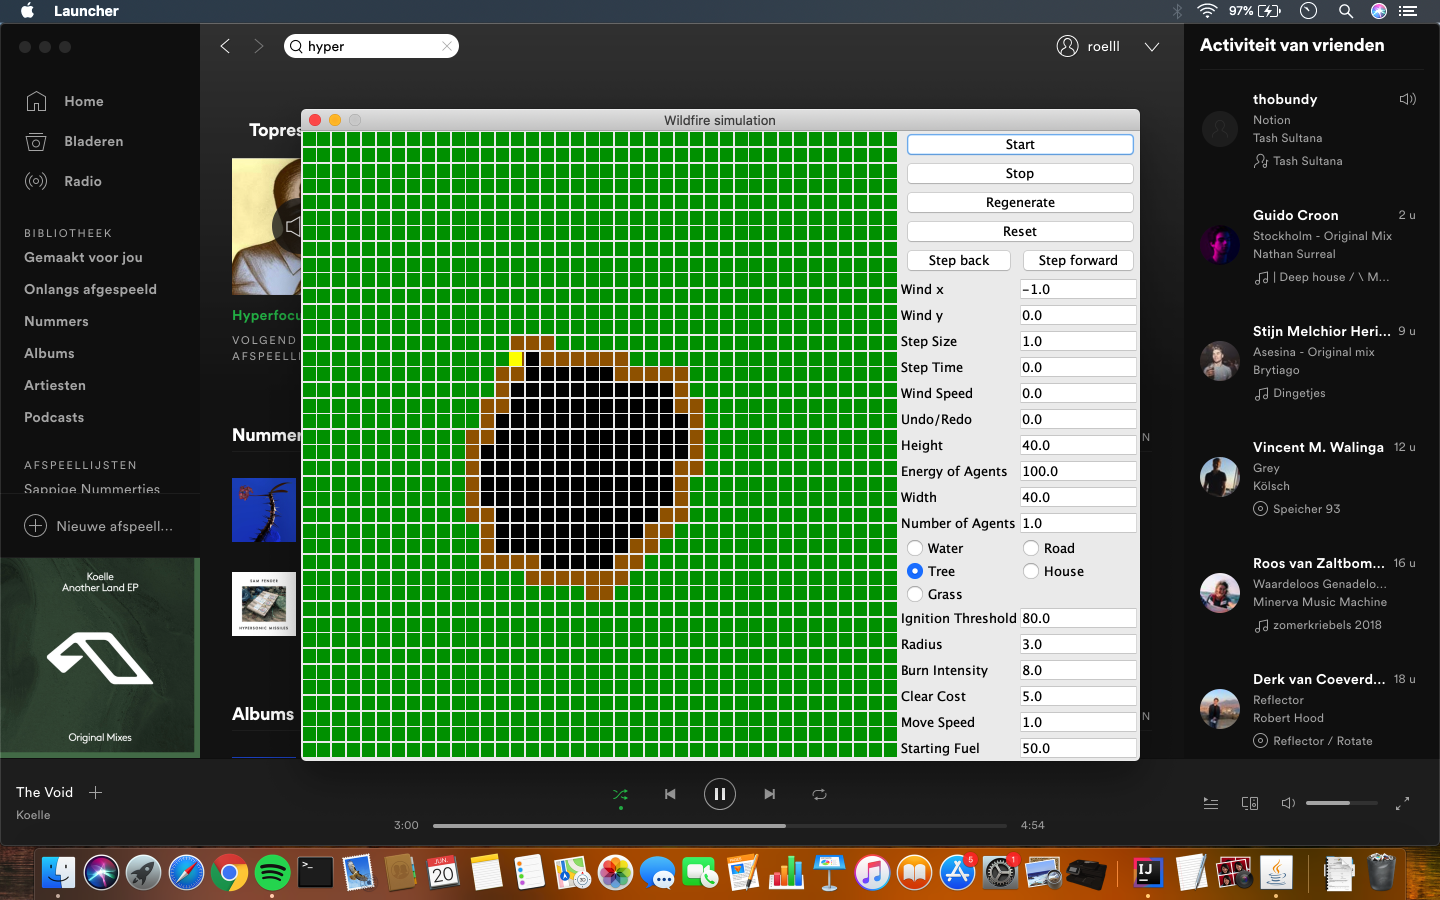 Launcher
97%
hyper
roelll
Activiteit van vrienden
Home
Bladeren
Radio
BIBLIOTHEEK
Gemaakt voor jou
Onlangs afgespeeld
Nummers
Albums
Artiesten
Podcasts
AFSPEELLIJSTEN
Sappige Nummertjes
Nieuwe afspeell...
Koelle
Another Land EP
Original Mixes
Topres
Hyperfocu
VOLGEND
AFSPEELLI
Nummer
SAM FENDER
HYPERSONIC MISSILES
Albums
N
N
Wildfire simulation
Start
Stop
Regenerate
Reset
Step back
Step forward
Wind x
-1.0
Wind y
0.0
Step Size
1.0
Step Time
0.0
Wind Speed
0.0
Undo/Redo
0.0
Height
40.0
Energy of Agents
100.0
Width
40.0
Number of Agents
1.0
Water
Road
Tree
House
Grass
Ignition Threshold
80.0
Radius
3.0
Burn Intensity
8.0
Clear Cost
5.0
Move Speed
1.0
Starting Fuel
50.0
thobundy
Notion
Tash Sultana
Tash Sultana
Guido Croon
2 u
Stockholm - Original Mix
Nathan Surreal
| Deep house / \ M...
Stijn Melchior Heri...
9 u
Asesina - Original mix
Brytiago
Dingetjes
Vincent M. Walinga
12 u
Grey
Kölsch
Speicher 93
Roos van Zaltbom...
16 u
Waardeloos Genadelo...
Minerva Music Machine
zomerkriebels 2018
Derk van Coeverd...
18 u
Reflector
Robert Hood
Reflector / Rotate
The Void
Koelle
3:00
4:54
JUN.
20
5
1
IJ